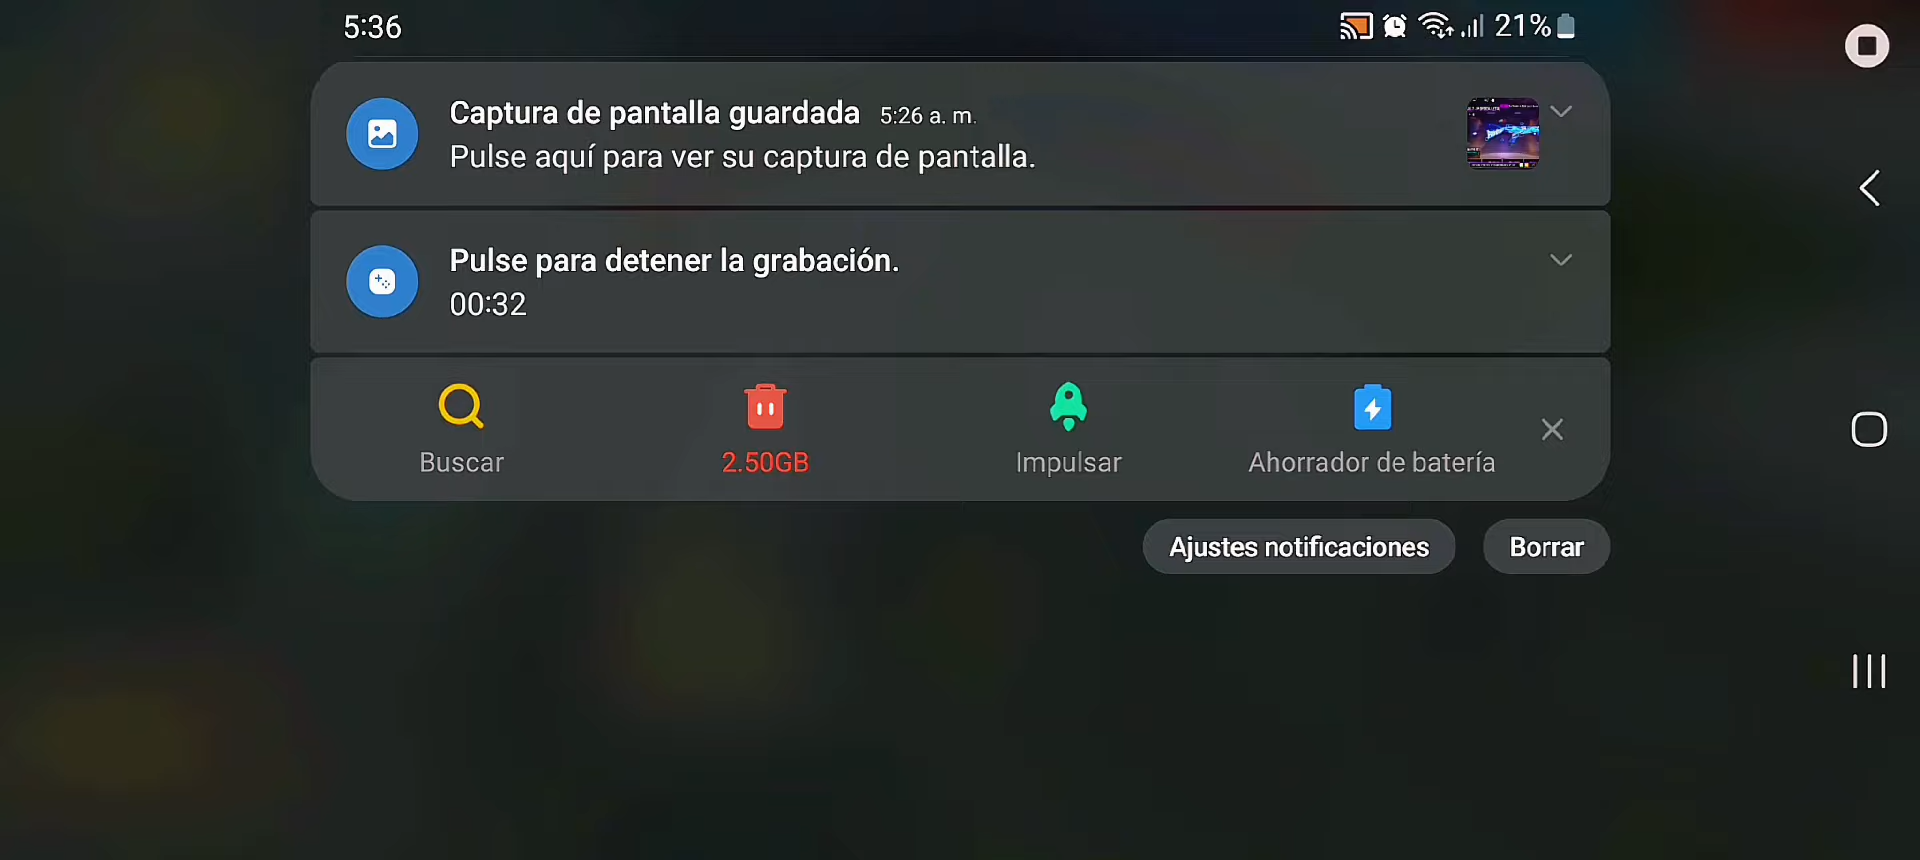 5:36
21%
Captura de pantalla guardada 5:26 a. m.
Pulse aquí para ver su captura de pantalla.
Pulse para detener la grabación.
00:32
Buscar 2.50GB Impulsar Ahorrador de batería
Ajustes notificaciones Borrar